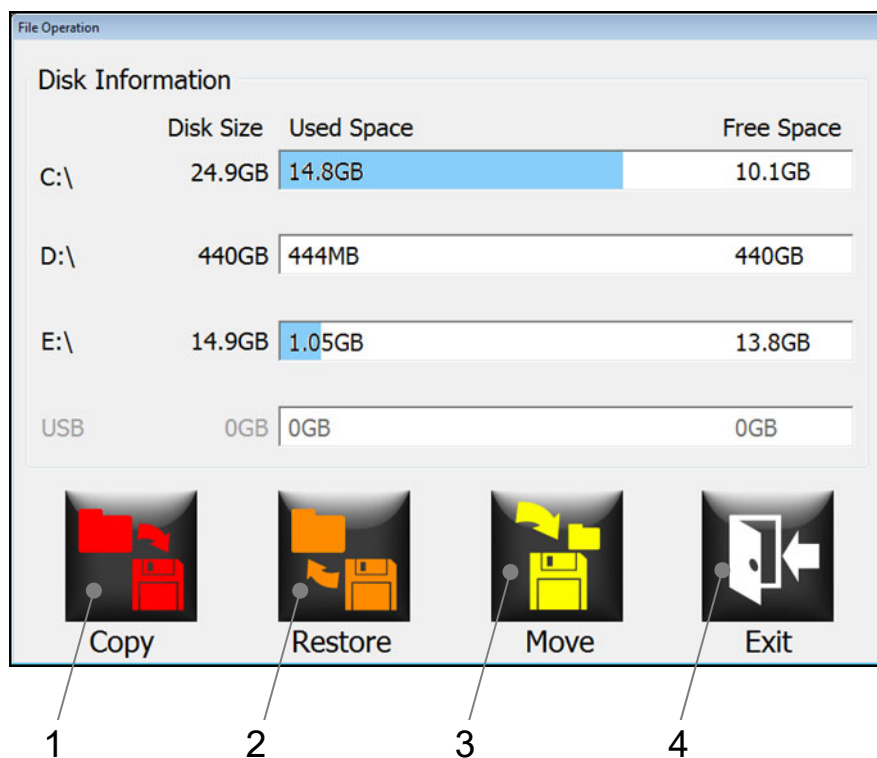 File Operation
Disk Information
Disk Size Used Space Free Space
C:\ 24.9GB 14.8GB 10.1GB
D:\ 440GB 444MB 440GB
E:\ 14.9GB 1.05GB 13.8GB
USB 0GB 0GB 0GB
Copy Restore Move Exit
1 2 3 4